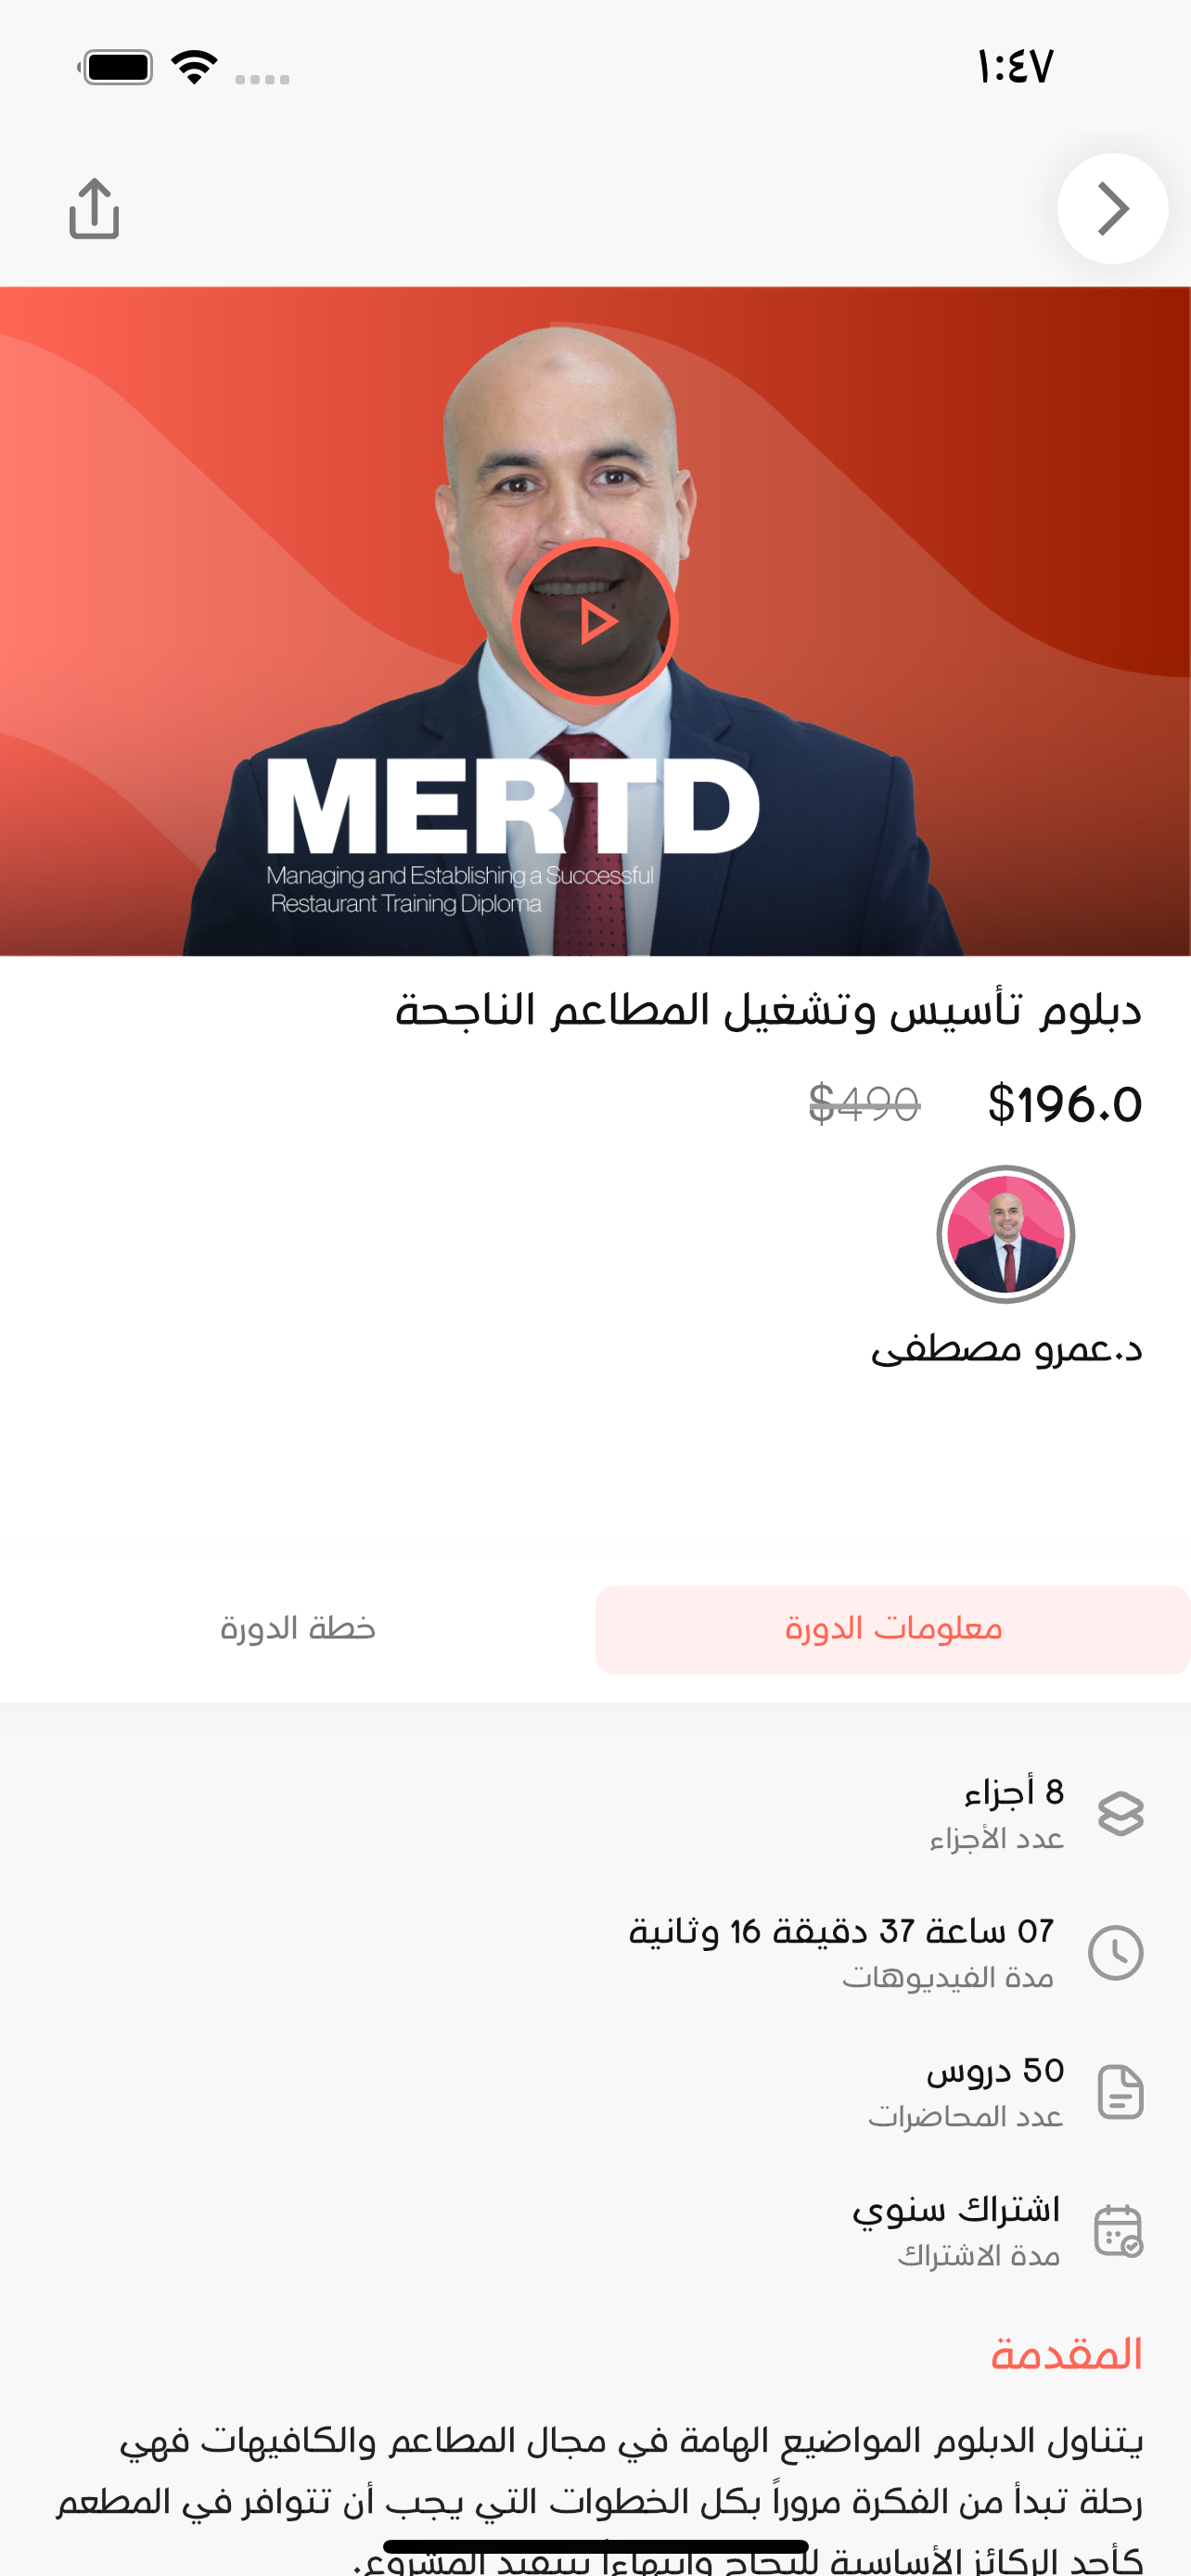 ١:٤٧
MERTD
Managing and Establishing a Successful
Restaurant Training Diploma
دبلوم تأسيس وتشغيل المطاعم الناجحة
$196.0 $490
د.عمرو مصطفى
معلومات الدورة
خطة الدورة
8 أجزاء
عدد الأجزاء
07 ساعة 37 دقيقة 16 وثانية
مدة الفيديوهات
50 دروس
عدد المحاضرات
اشتراك سنوي
مدة الاشتراك
المقدمة
يتناول الدبلوم المواضيع الهامة في مجال المطاعم والكافيهات فهي
رحلة تبدأ من الفكرة مروراً بكل الخطوات التي يجب أن تتوافر في المطعم
كأحد الركائز الأساسية للنجاح وانتهاءاً بتنفيذ المشروع.